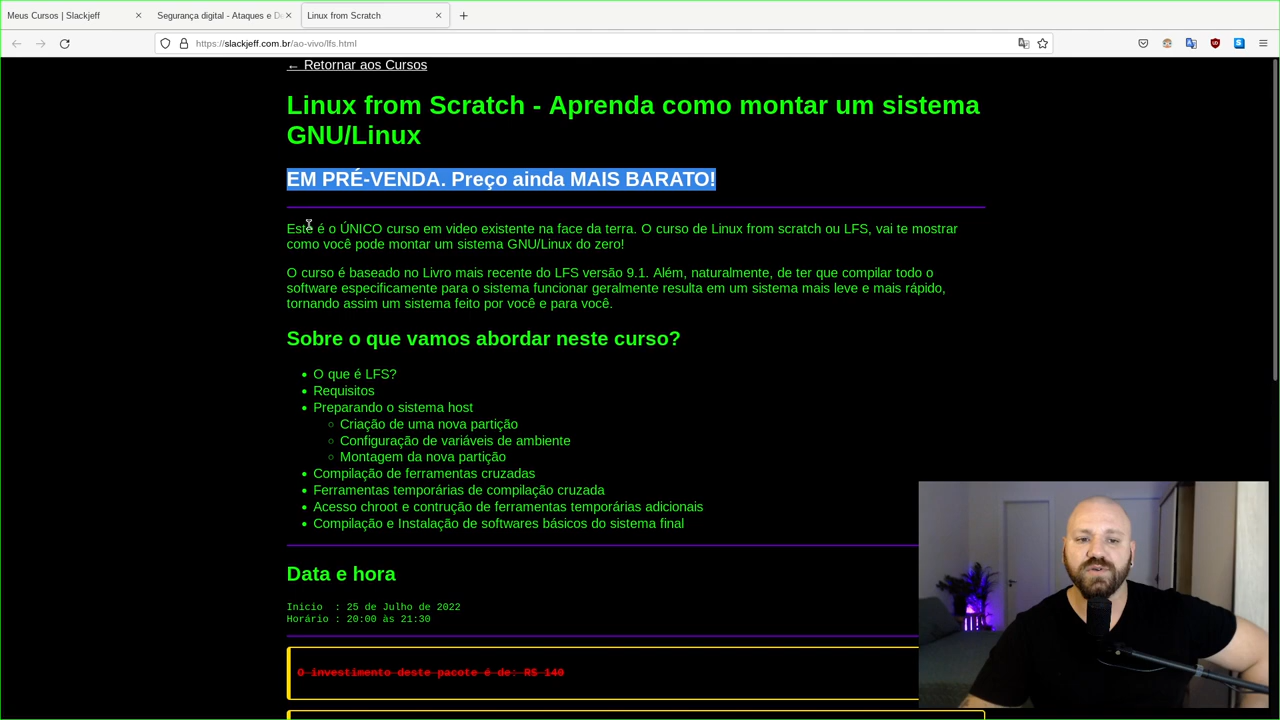 Meus Cursos | Slackjeff
Segurança digital - Ataques e De
Linux from Scratch
https://slackjeff.com.br/ao-vivo/lfs.html
← Retornar aos Cursos
Linux from Scratch - Aprenda como montar um sistema
GNU/Linux
EM PRÉ-VENDA. Preço ainda MAIS BARATO!
Este é o ÚNICO curso em video existente na face da terra. O curso de Linux from scratch ou LFS, vai te mostrar
como você pode montar um sistema GNU/Linux do zero!
O curso é baseado no Livro mais recente do LFS versão 9.1. Além, naturalmente, de ter que compilar todo o
software especificamente para o sistema funcionar geralmente resulta em um sistema mais leve e mais rápido,
tornando assim um sistema feito por você e para você.
Sobre o que vamos abordar neste curso?
• O que é LFS?
• Requisitos
• Preparando o sistema host
◦ Criação de uma nova partição
◦ Configuração de variáveis de ambiente
◦ Montagem da nova partição
• Compilação de ferramentas cruzadas
• Ferramentas temporárias de compilação cruzada
• Acesso chroot e contrução de ferramentas temporárias adicionais
• Compilação e Instalação de softwares básicos do sistema final
Data e hora
Inicio : 25 de Julho de 2022
Horário : 20:00 às 21:30
O investimento deste pacote é de: R$ 140